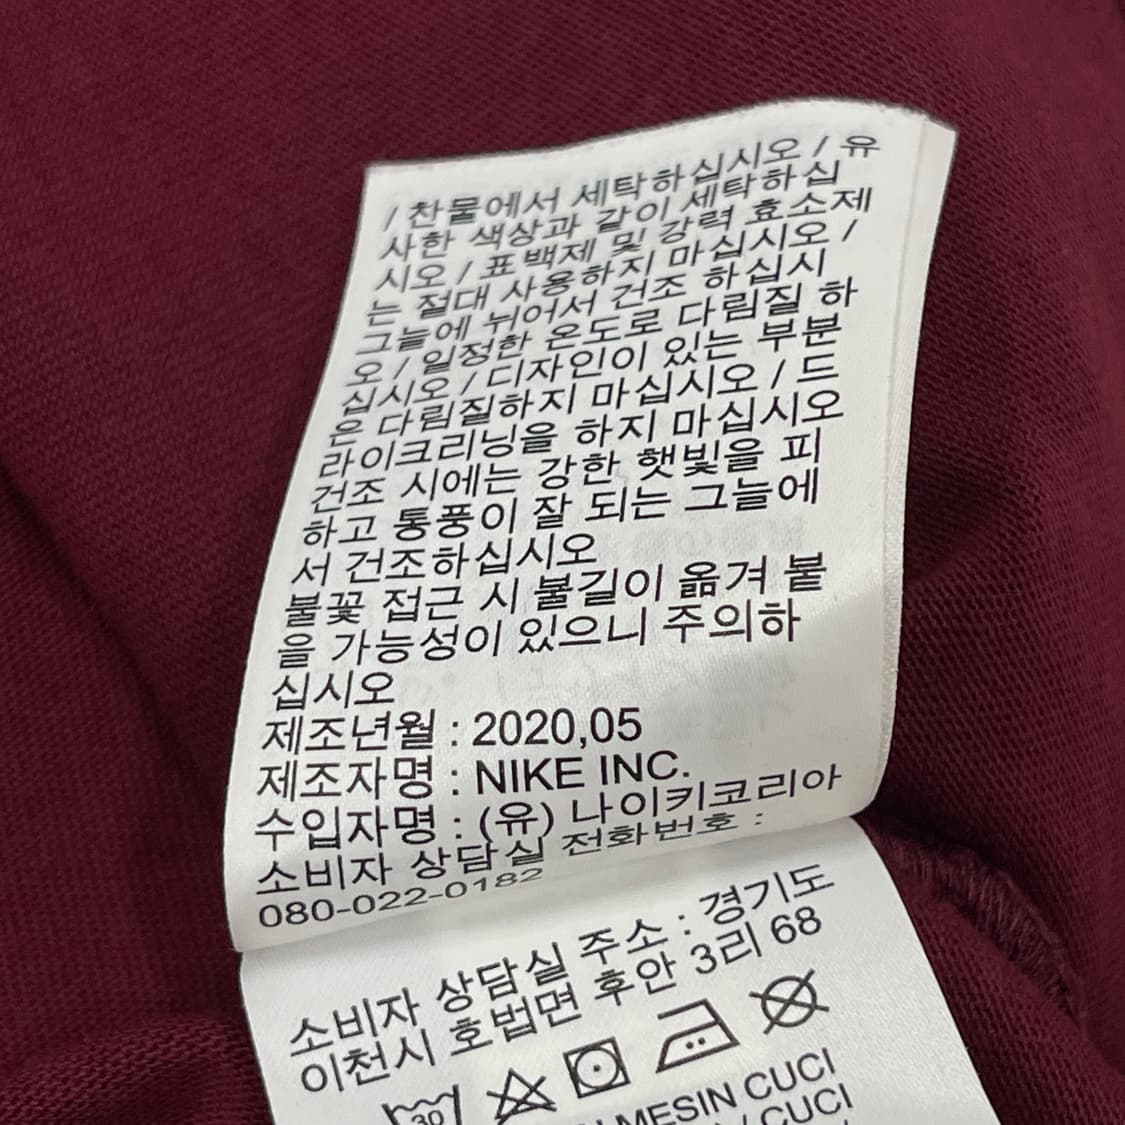 / 찬물에서 세탁하십시오 / 유
사한 색상과 같이 세탁하십
시오 / 표백제 및 강력 효소제
는 절대 사용하지 마십시오 /
그늘에 뉘어서 건조 하십시
오 / 일정한 온도로 다림질 하
십시오 / 디자인이 있는 부분
은 다림질하지 마십시오 / 드
라이크리닝을 하지 마십시오
건조 시에는 강한 햇빛을 피
하고 통풍이 잘 되는 그늘에
서 건조하십시오
불꽃 접근 시 불길이 옮겨 붙
을 가능성이 있으니 주의하
십시오
제조년월 : 2020,05
제조자명 : NIKE INC.
수입자명 : (유) 나이키코리아
소비자 상담실 전화번호 :
080-022-0182
소비자 상담실 주소 : 경기도
이천시 호법면 후안 3리 68
30
MESIN CUCI
/ CUCI